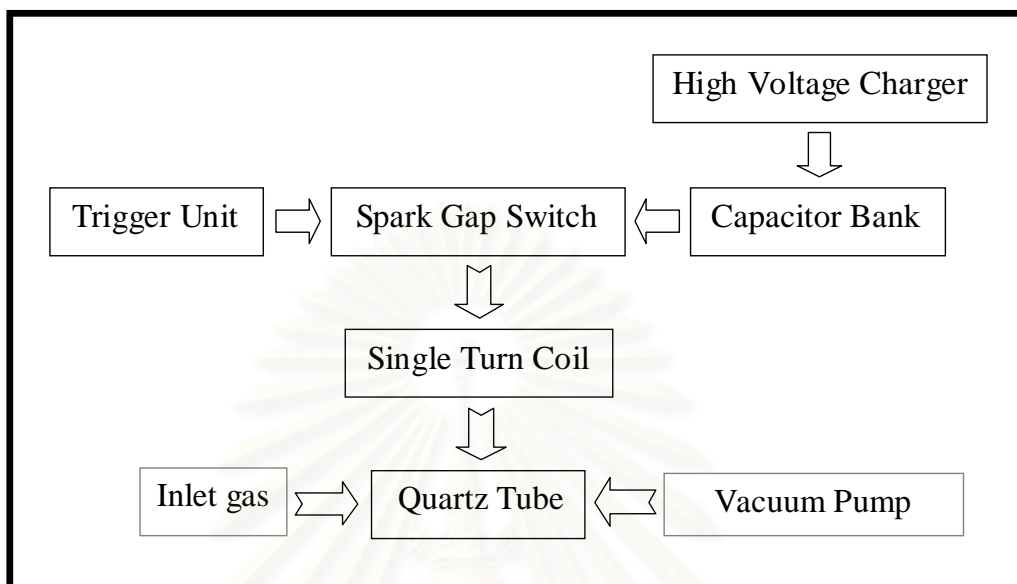 High Voltage Charger
Trigger Unit
Spark Gap Switch
Capacitor Bank
Single Turn Coil
Inlet gas
Quartz Tube
Vacuum Pump